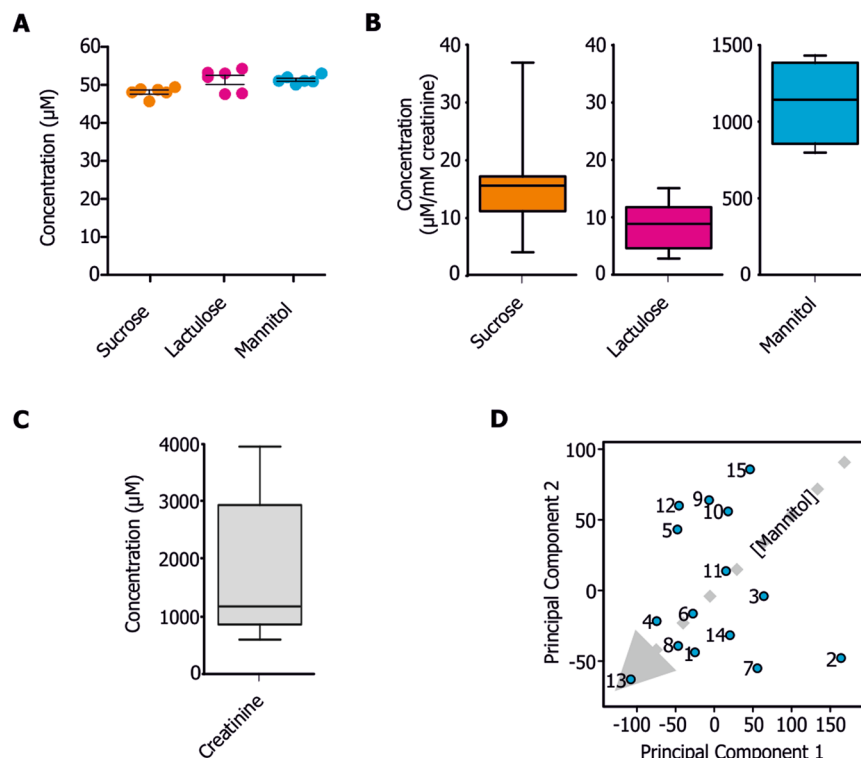 A
Concentration (µM)
60
50
40
30
20
10
0
Sucrose
Lactulose
Mannitol
B
Concentration
(µM/mM creatinine)
40
30
20
10
0
Sucrose
40
30
20
10
0
Lactulose
1500
1000
500
0
Mannitol
C
Concentration (µM)
4000
3000
2000
1000
0
Creatinine
D
Principal Component 2
100
50
0
-50
15
9
12
10
5
[Mannitol]
11
3
6
4
14
8
1
2
7
13
-100 -50 0 50 100 150
Principal Component 1